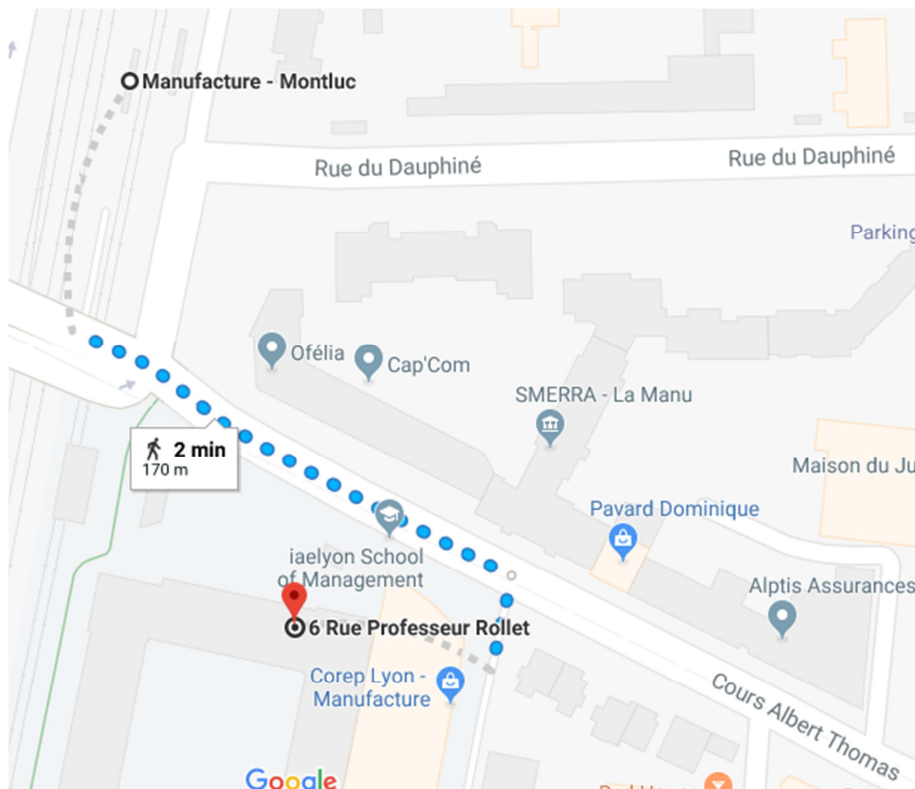 Manufacture - Montluc
Rue du Dauphiné
Rue du Dauphiné
Parking
Ofélia
Cap'Com
SMERRA - La Manu
2 min
170 m
Maison du Ju
Pavard Dominique
iaelyon School
of Management
Alptis Assurances
6 Rue Professeur Rollet
Corep Lyon -
Manufacture
Cours Albert Thomas
Google